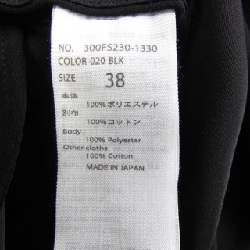 NO. 300FS230-1330
COLOR 020 BLK
SIZE 38
本体
100% ポリエステル
別布
100% コットン
Body
100% Polyester
Other cloths
100% Cotton
MADE IN JAPAN